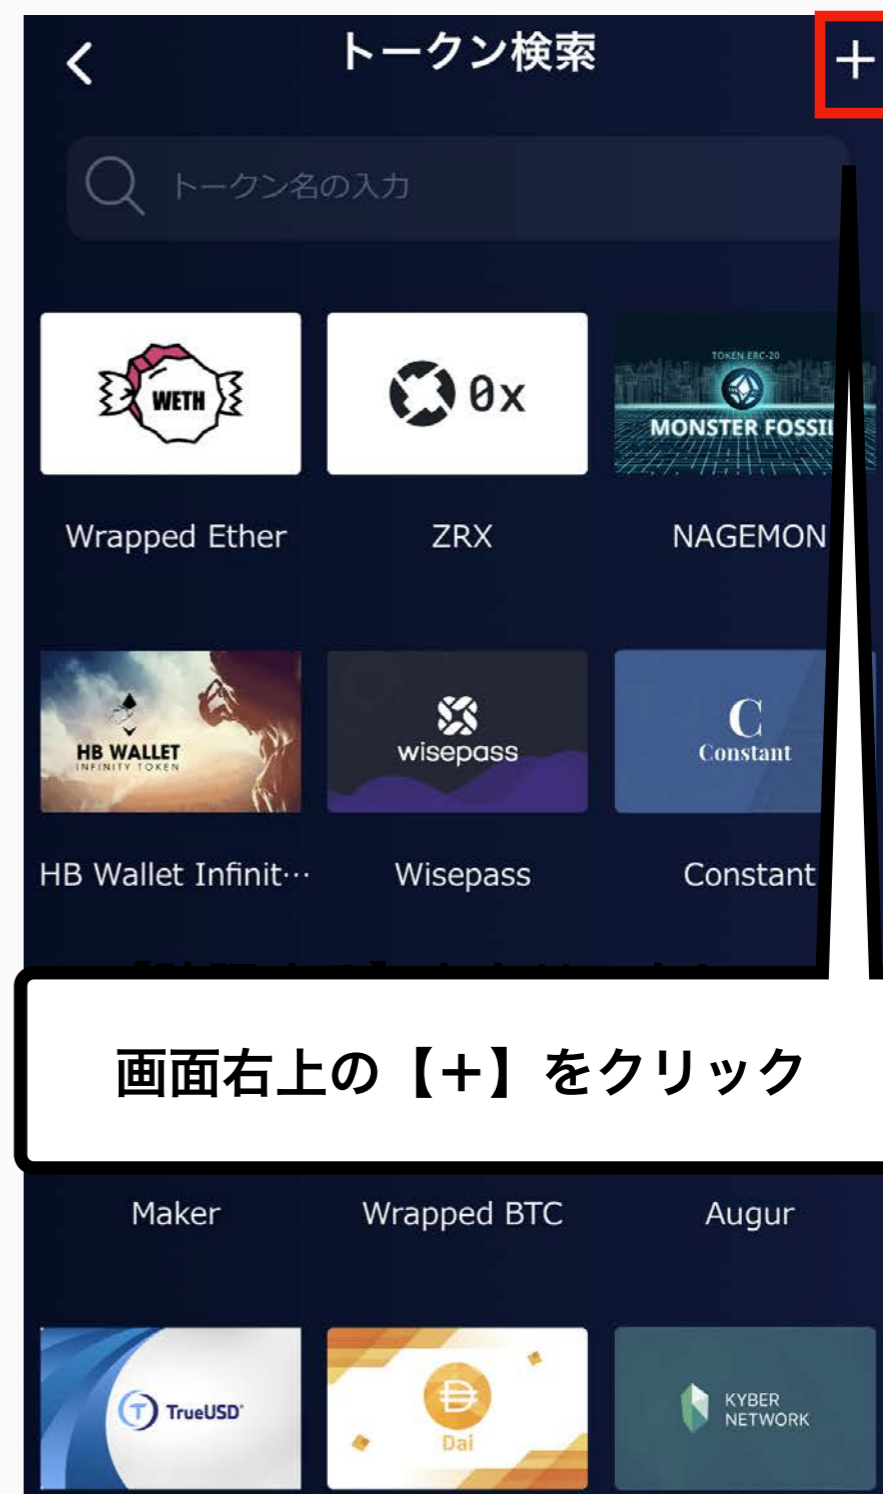 トークン検索
トークン名の入力
WETH
0x
TOKEN ERC-20
MONSTER FOSSIL
Wrapped Ether
ZRX
NAGEMON
HB WALLET
INFINITY TOKEN
wisepass
C
Constant
HB Wallet Infinit…
Wisepass
Constant
画面右上の【＋】をクリック
Maker
Wrapped BTC
Augur
TrueUSD
Dai
KYBER
NETWORK